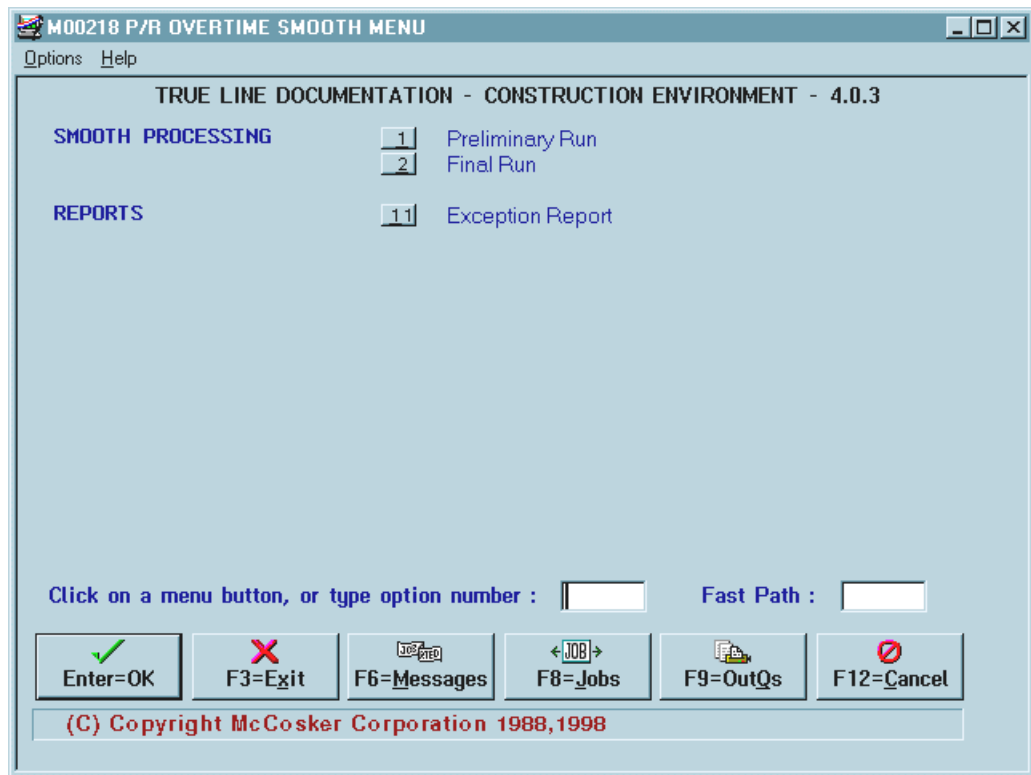 M00218 P/R OVERTIME SMOOTH MENU
Options Help
TRUE LINE DOCUMENTATION - CONSTRUCTION ENVIRONMENT - 4.0.3
SMOOTH PROCESSING 1 Preliminary Run
2 Final Run
REPORTS 11 Exception Report
Click on a menu button, or type option number : Fast Path :
JOB
Enter=OK F3=Exit F6=Messages F8=Jobs F9=OutQs F12=Cancel
(C) Copyright McCosker Corporation 1988,1998